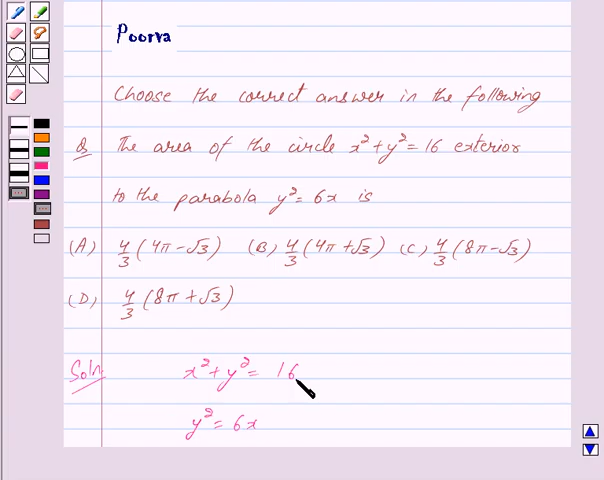 Poorva
Choose the correct answer in the following
Q The area of the circle x² + y² = 16 exterior
to the parabola y² = 6x is
(A) 4/3 (4π - √3) (B) 4/3 (4π + √3) (C) 4/3 (8π - √3)
(D) 4/3 (8π + √3)
Soln x² + y² = 16
y² = 6x